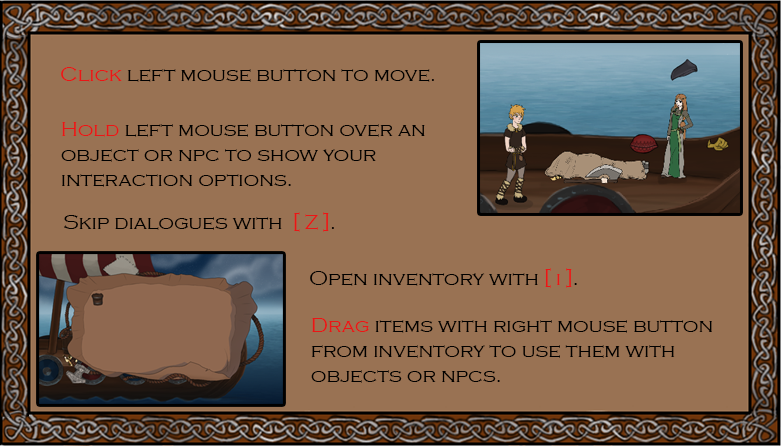 Click left mouse button to move.
Hold left mouse button over an
object or npc to show your
interaction options.
Skip dialogues with [Z].
Open inventory with [I].
Drag items with right mouse button
from inventory to use them with
objects or npcs.